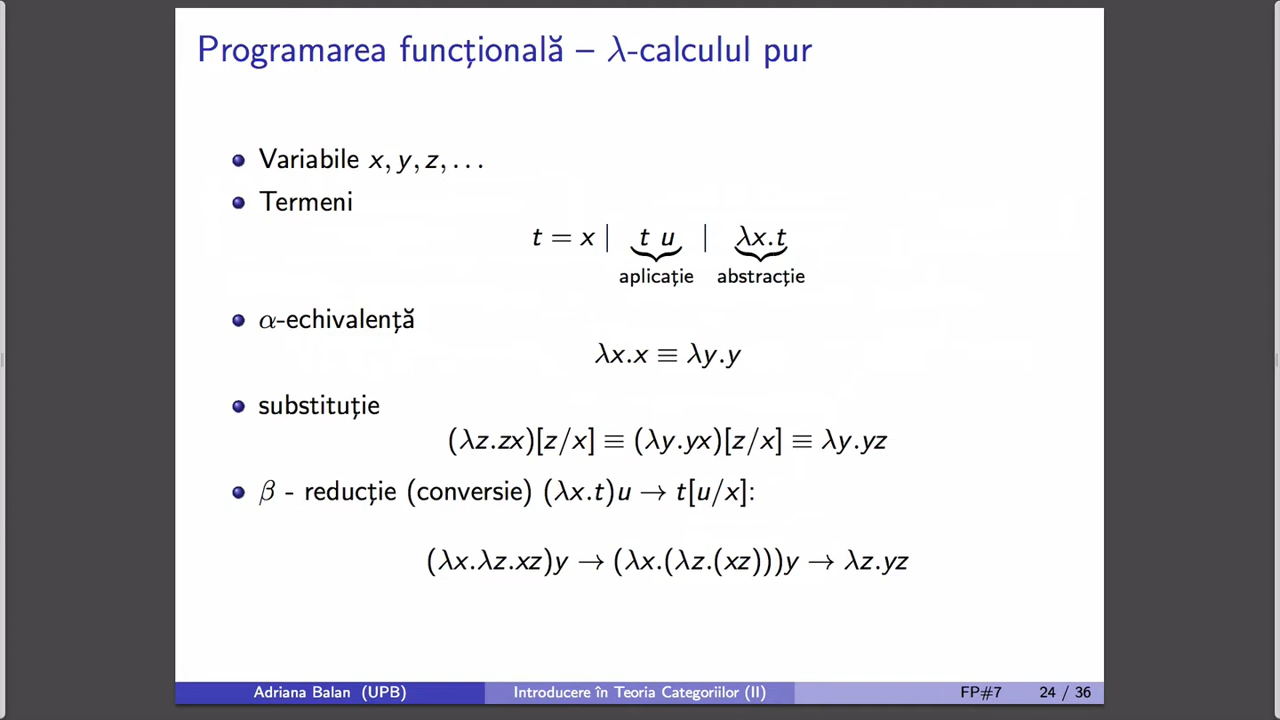 Programarea funcțională – λ-calculul pur
Variabile x, y, z, . . .
Termeni
t = x | t u | λx.t
aplicație abstracție
α-echivalență
λx.x ≡ λy.y
substituție
(λz.zx)[z/x] ≡ (λy.yx)[z/x] ≡ λy.yz
β - reducție (conversie) (λx.t)u → t[u/x]:
(λx.λz.xz)y → (λx.(λz.(xz)))y → λz.yz
Adriana Balan (UPB) Introducere în Teoria Categoriilor (II) FP#7 24 / 36